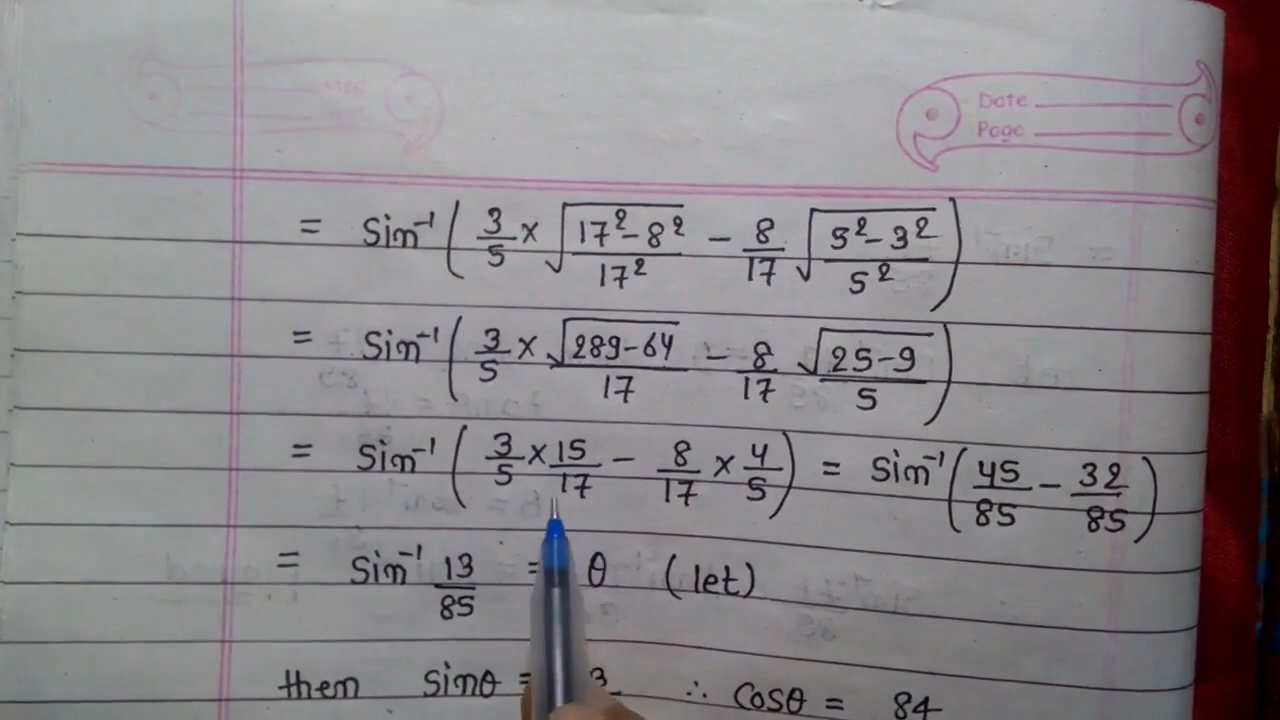 Date
Page
= Sin⁻¹( 3/5 × √((17²-8²)/17²) - 8/17 √((5²-3²)/5²) )
= Sin⁻¹( 3/5 × √(289-64)/17 - 8/17 √(25-9)/5 )
= Sin⁻¹( 3/5 × 15/17 - 8/17 × 4/5 ) = Sin⁻¹( 45/85 - 32/85 )
= Sin⁻¹ 13/85 = θ (let)
then sinθ = 3 ∴ cosθ = 84